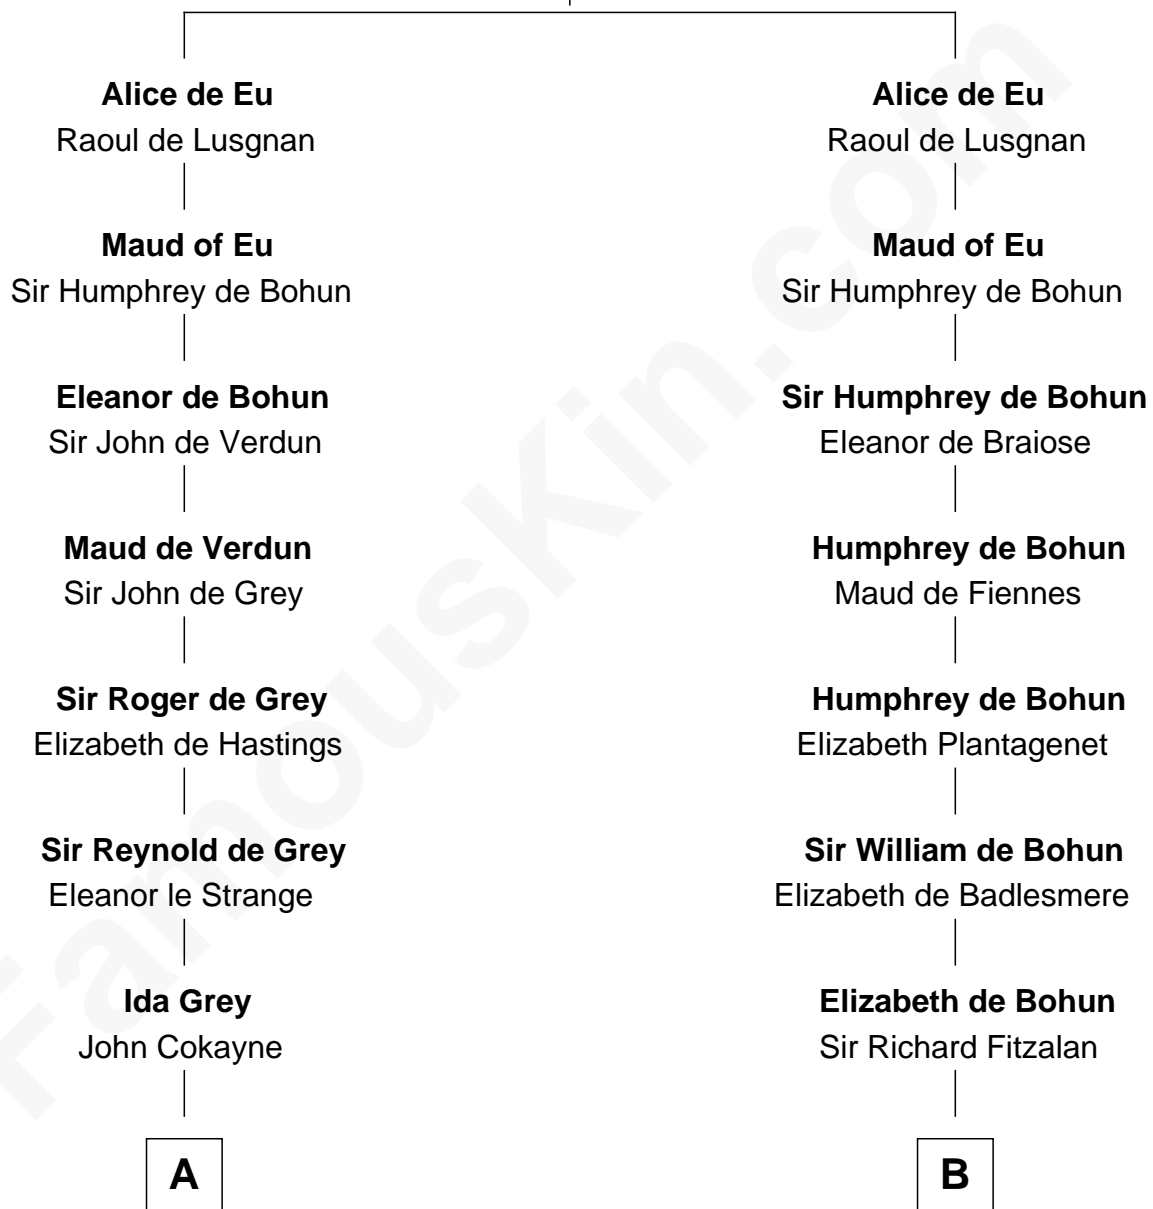 Alice de Eu
Raoul de Lusgnan
Maud of Eu
Sir Humphrey de Bohun
Eleanor de Bohun
Sir John de Verdun
Maud de Verdun
Sir John de Grey
Sir Roger de Grey
Elizabeth de Hastings
Sir Reynold de Grey
Eleanor le Strange
Ida Grey
John Cokayne
A
Alice de Eu
Raoul de Lusgnan
Maud of Eu
Sir Humphrey de Bohun
Sir Humphrey de Bohun
Eleanor de Braiose
Humphrey de Bohun
Maud de Fiennes
Humphrey de Bohun
Elizabeth Plantagenet
Sir William de Bohun
Elizabeth de Badlesmere
Elizabeth de Bohun
Sir Richard Fitzalan
B
FamousKin.com